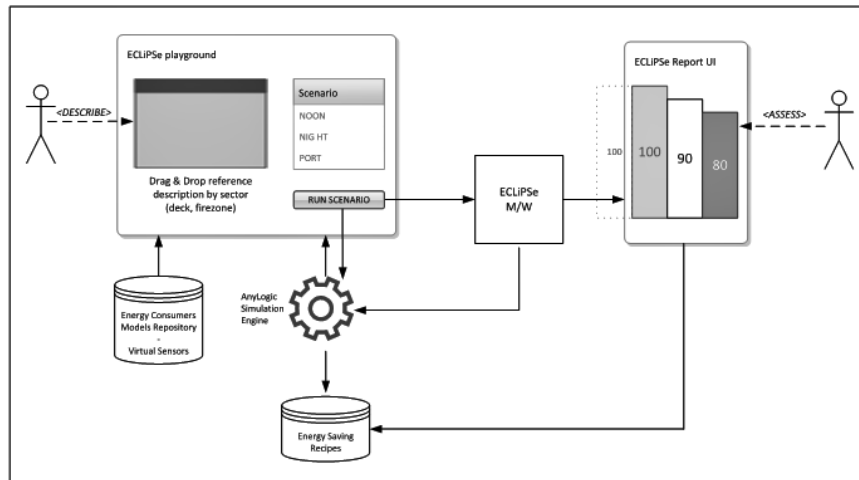 ECLiPSe playground
<DESCRIBE>
Scenario
NOON
NIG HT
PORT
Drag & Drop reference
description by sector
(deck, firezone)
RUN SCENARIO
ECLiPSe
M/W
ECLiPSe Report UI
100
100
90
80
<ASSESS>
Energy Consumers
Models Repository
-
Virtual Sensors
AnyLogic
Simulation
Engine
Energy Saving
Recipes